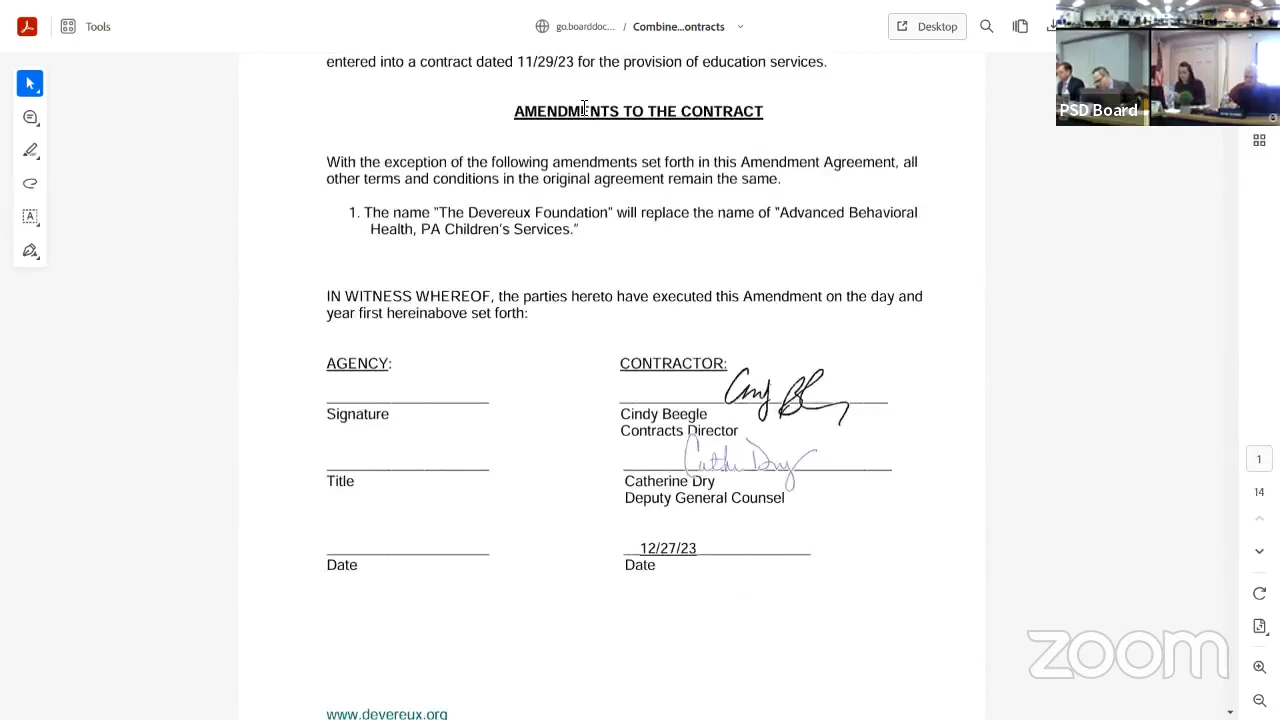 Tools
go.boarddoc... / Combine...ontracts
Desktop
entered into a contract dated 11/29/23 for the provision of education services.
PSD Board
AMENDMENTS TO THE CONTRACT
With the exception of the following amendments set forth in this Amendment Agreement, all
other terms and conditions in the original agreement remain the same.
1. The name "The Devereux Foundation" will replace the name of "Advanced Behavioral
Health, PA Children's Services."
IN WITNESS WHEREOF, the parties hereto have executed this Amendment on the day and
year first hereinabove set forth:
AGENCY:
CONTRACTOR:
Signature
Cindy Beegle
Contracts Director
Title
Catherine Dry
Deputy General Counsel
12/27/23
Date
Date
1
14
zoom
www.devereux.org